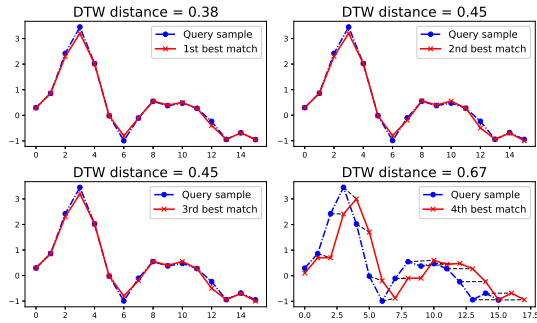 DTW distance = 0.38
Query sample
1st best match
3
2
1
0
−1
0 2 4 6 8 10 12 14
DTW distance = 0.45
Query sample
2nd best match
3
2
1
0
−1
0 2 4 6 8 10 12 14
DTW distance = 0.45
Query sample
3rd best match
3
2
1
0
−1
0 2 4 6 8 10 12 14
DTW distance = 0.67
Query sample
4th best match
3
2
1
0
−1
0.0 2.5 5.0 7.5 10.0 12.5 15.0 17.5